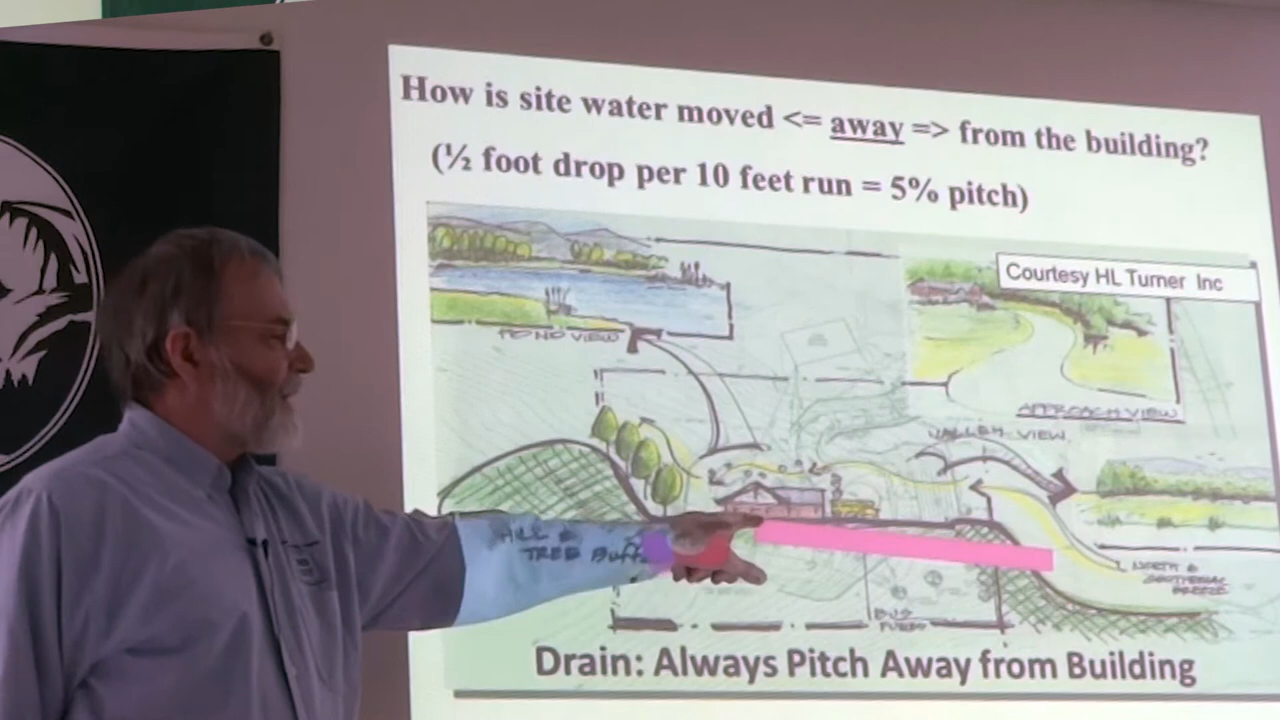 How is site water moved <= away => from the building?
(½ foot drop per 10 feet run = 5% pitch)
Courtesy HL Turner Inc
POND VIEW
APPROACH VIEW
VALLEY VIEW
HILL &
TREE Buff
NORTH &
BREEZE
BUS
Drain: Always Pitch Away from Building